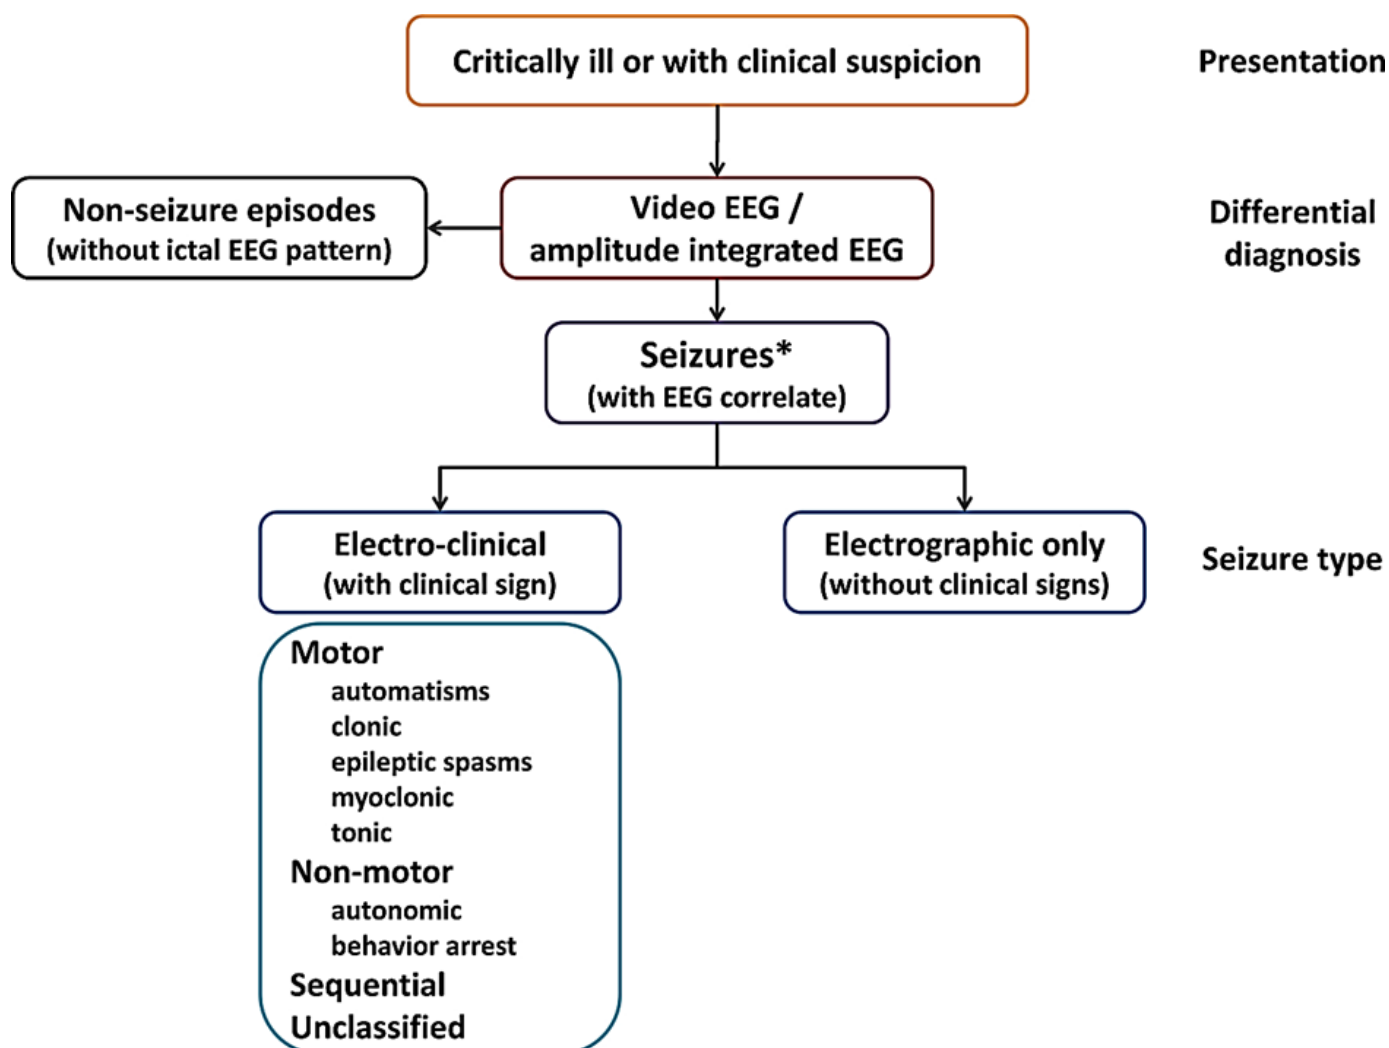 Critically ill or with clinical suspicion
Presentation
Non-seizure episodes
(without ictal EEG pattern)
Video EEG /
amplitude integrated EEG
Differential
diagnosis
Seizures*
(with EEG correlate)
Electro-clinical
(with clinical sign)
Electrographic only
(without clinical signs)
Seizure type
Motor
automatisms
clonic
epileptic spasms
myoclonic
tonic
Non-motor
autonomic
behavior arrest
Sequential
Unclassified